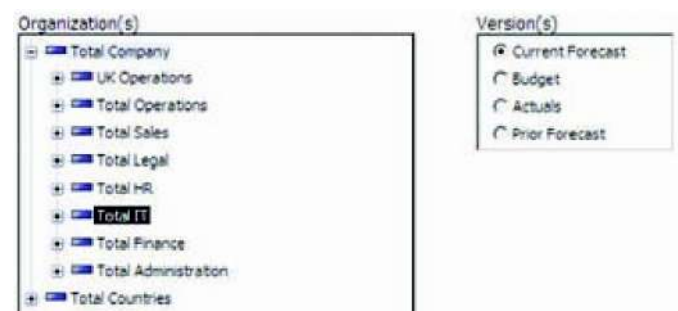 Organization(s)
Total Company
UK Operations
Total Operations
Total Sales
Total Legal
Total HR
Total IT
Total Finance
Total Administration
Total Countries
Version(s)
Current Forecast
Budget
Actuals
Prior Forecast